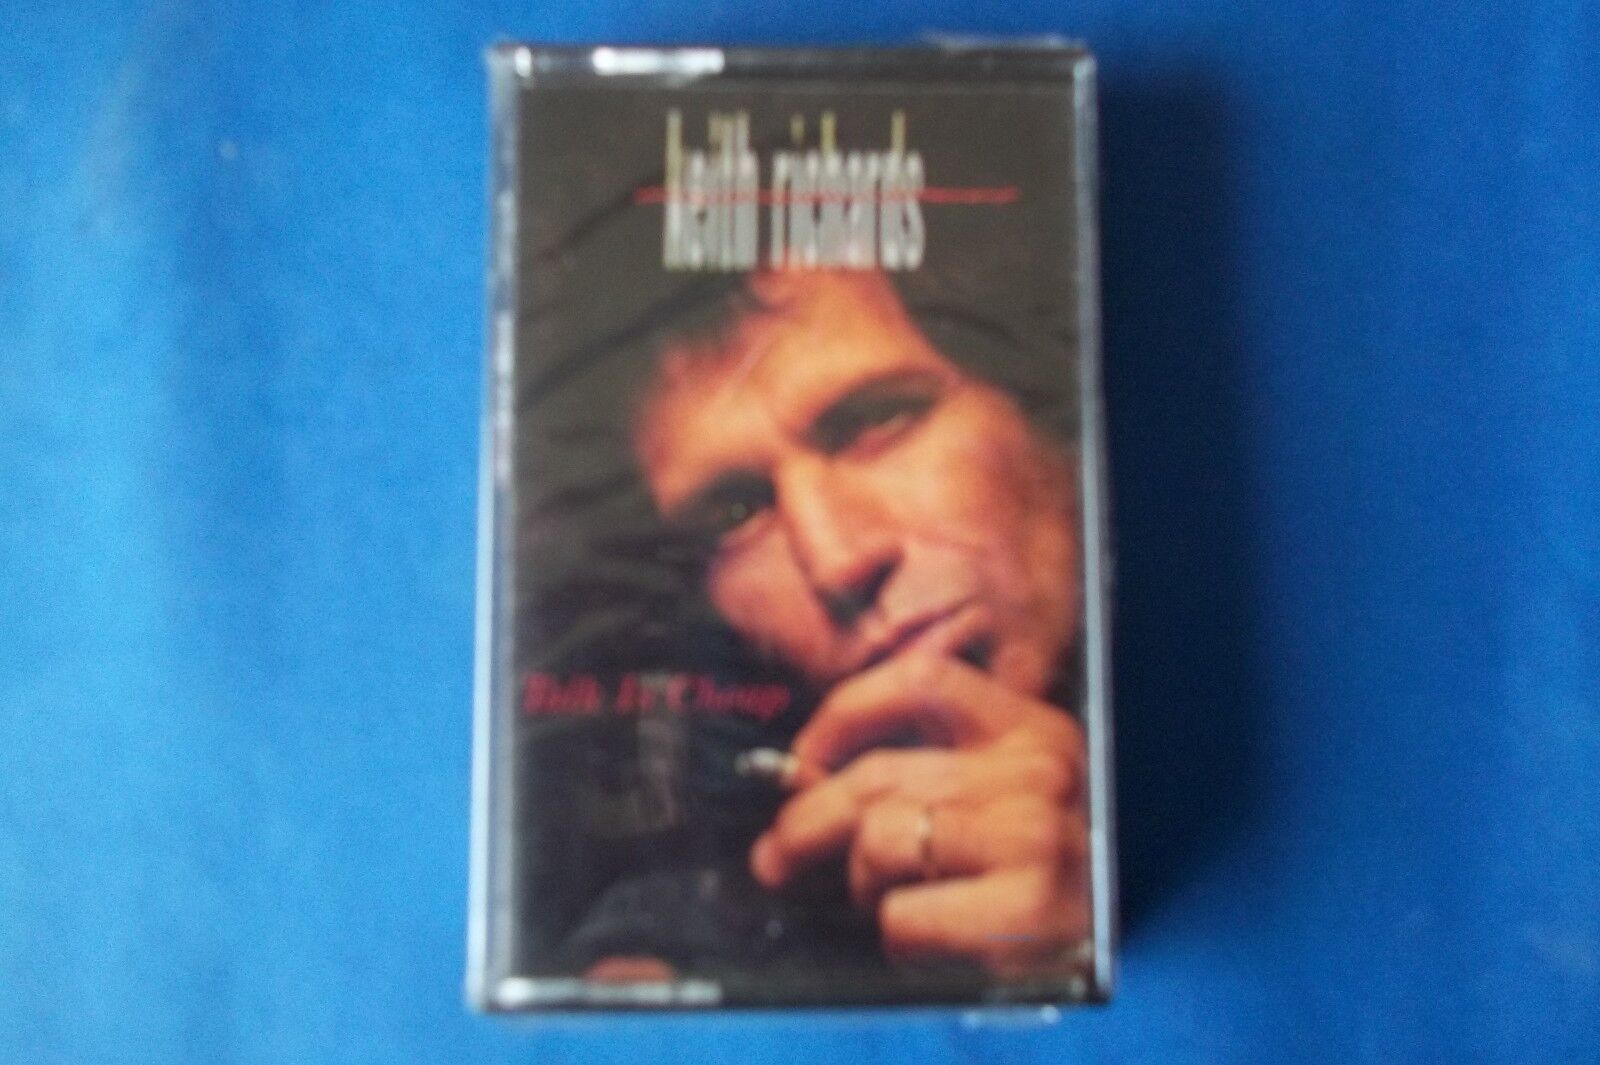 keith richards
Talk Is Cheap